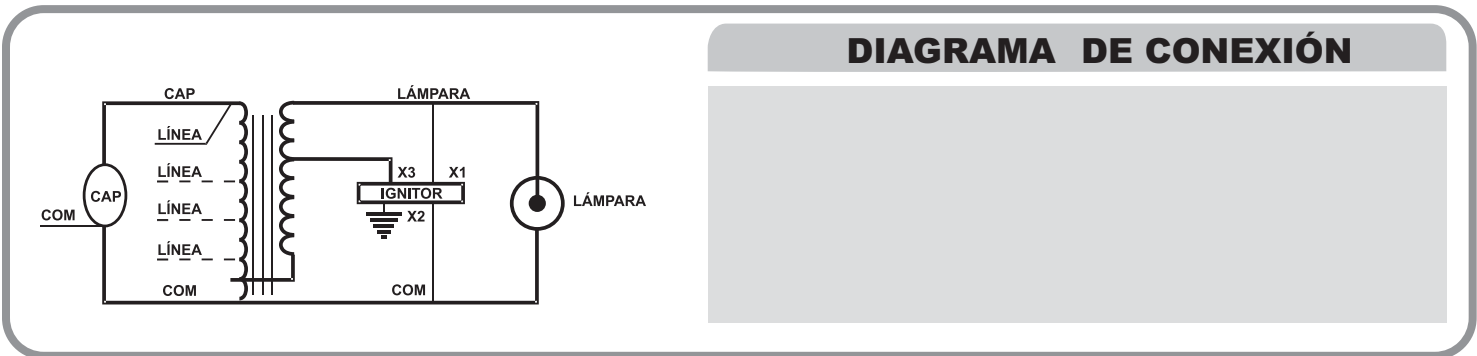 DIAGRAMA DE CONEXIÓN
CAP
LÁMPARA
LÍNEA
LÍNEA
X3 X1
CAP
IGNITOR
LÁMPARA
LÍNEA
COM
X2
LÍNEA
COM
COM